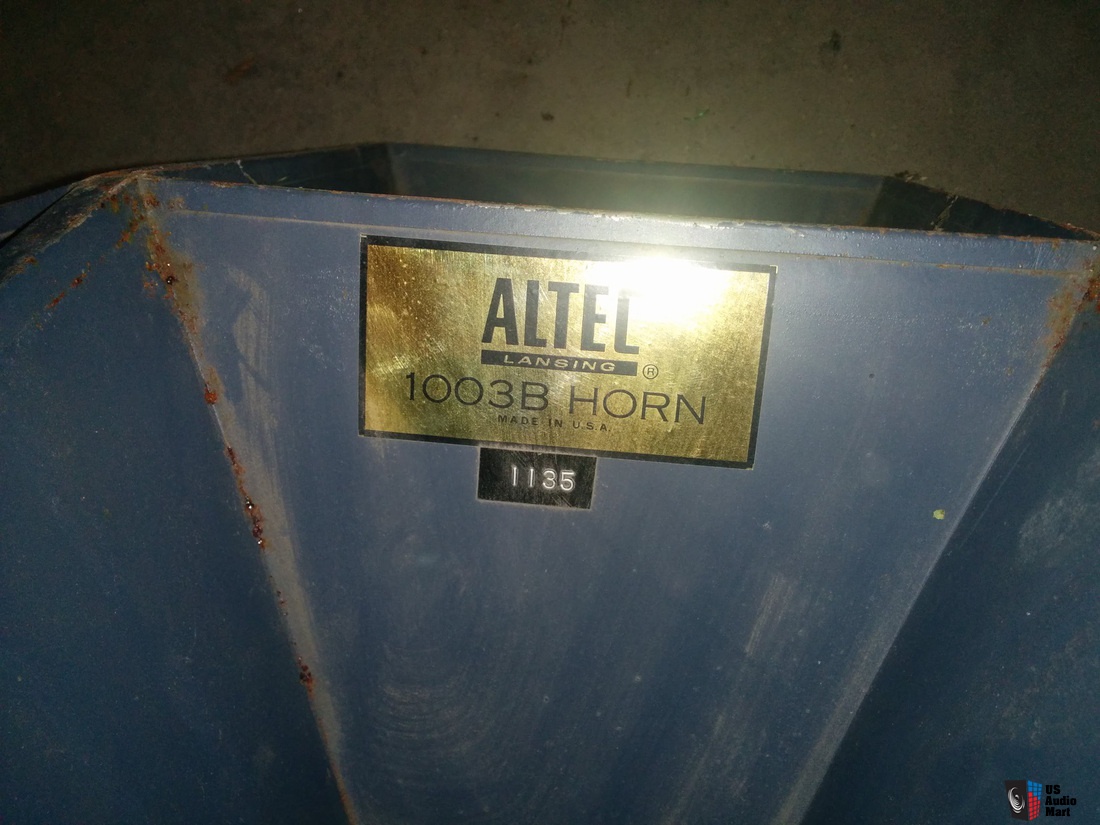 ALTEC
LANSING ®
1003B HORN
MADE IN U.S.A.
1135
US
Audio
Mart